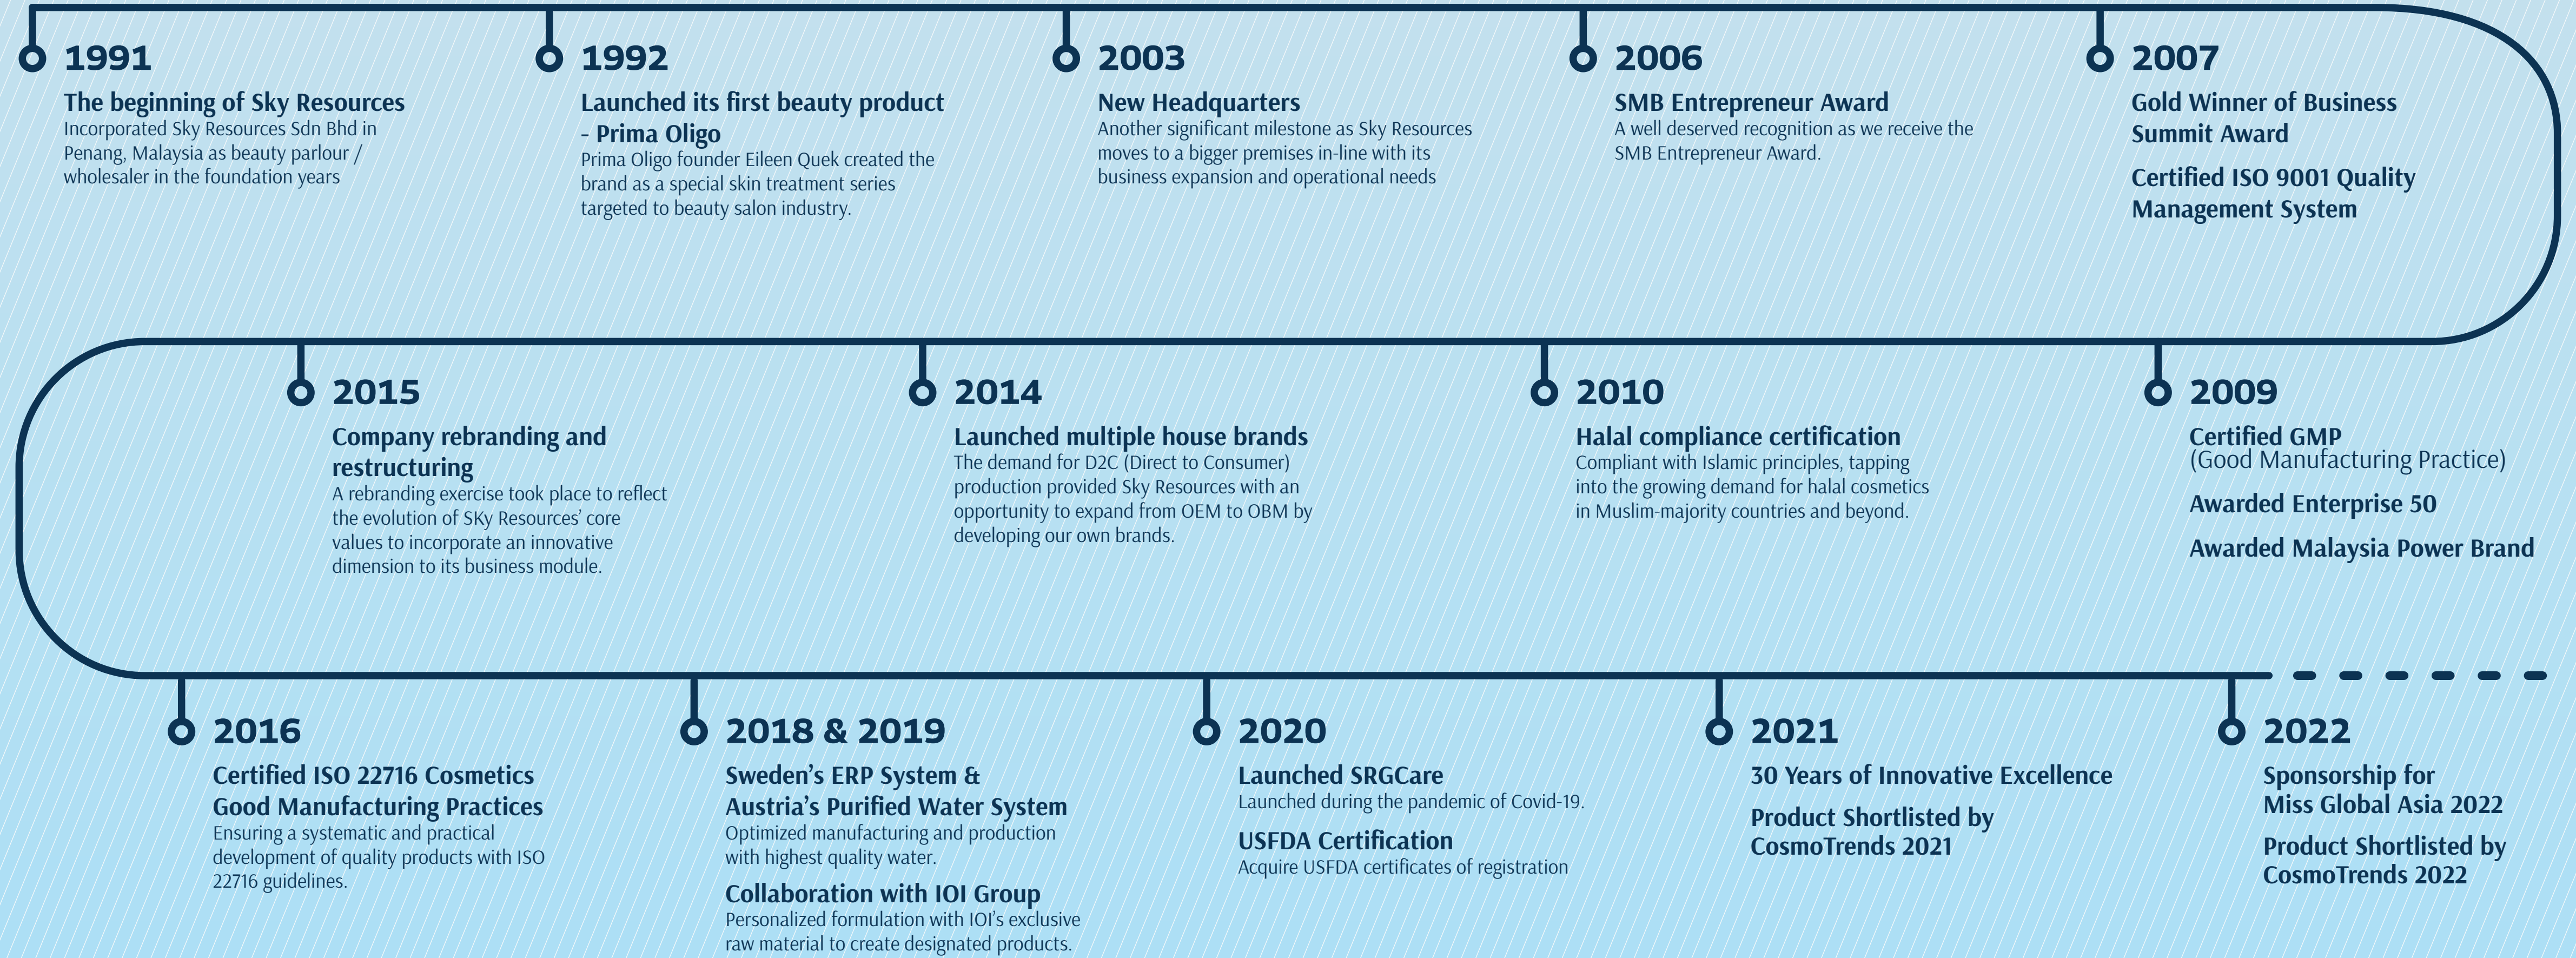 1991
The beginning of Sky Resources
Incorporated Sky Resources Sdn Bhd in
Penang, Malaysia as beauty parlour /
wholesaler in the foundation years
1992
Launched its first beauty product
- Prima Oligo
Prima Oligo founder Eileen Quek created the
brand as a special skin treatment series
targeted to beauty salon industry.
2003
New Headquarters
Another significant milestone as Sky Resources
moves to a bigger premises in-line with its
business expansion and operational needs
2006
SMB Entrepreneur Award
A well deserved recognition as we receive the
SMB Entrepreneur Award.
2007
Gold Winner of Business
Summit Award
Certified ISO 9001 Quality
Management System
2015
Company rebranding and
restructuring
A rebranding exercise took place to reflect
the evolution of SKy Resources’ core
values to incorporate an innovative
dimension to its business module.
2014
Launched multiple house brands
The demand for D2C (Direct to Consumer)
production provided Sky Resources with an
opportunity to expand from OEM to OBM by
developing our own brands.
2010
Halal compliance certification
Compliant with Islamic principles, tapping
into the growing demand for halal cosmetics
in Muslim-majority countries and beyond.
2009
Certified GMP
(Good Manufacturing Practice)
Awarded Enterprise 50
Awarded Malaysia Power Brand
2016
Certified ISO 22716 Cosmetics
Good Manufacturing Practices
Ensuring a systematic and practical
development of quality products with ISO
22716 guidelines.
2018 & 2019
Sweden’s ERP System &
Austria’s Purified Water System
Optimized manufacturing and production
with highest quality water.
Collaboration with IOI Group
Personalized formulation with IOI’s exclusive
raw material to create designated products.
2020
Launched SRGCare
Launched during the pandemic of Covid-19.
USFDA Certification
Acquire USFDA certificates of registration
2021
30 Years of Innovative Excellence
Product Shortlisted by
CosmoTrends 2021
2022
Sponsorship for
Miss Global Asia 2022
Product Shortlisted by
CosmoTrends 2022